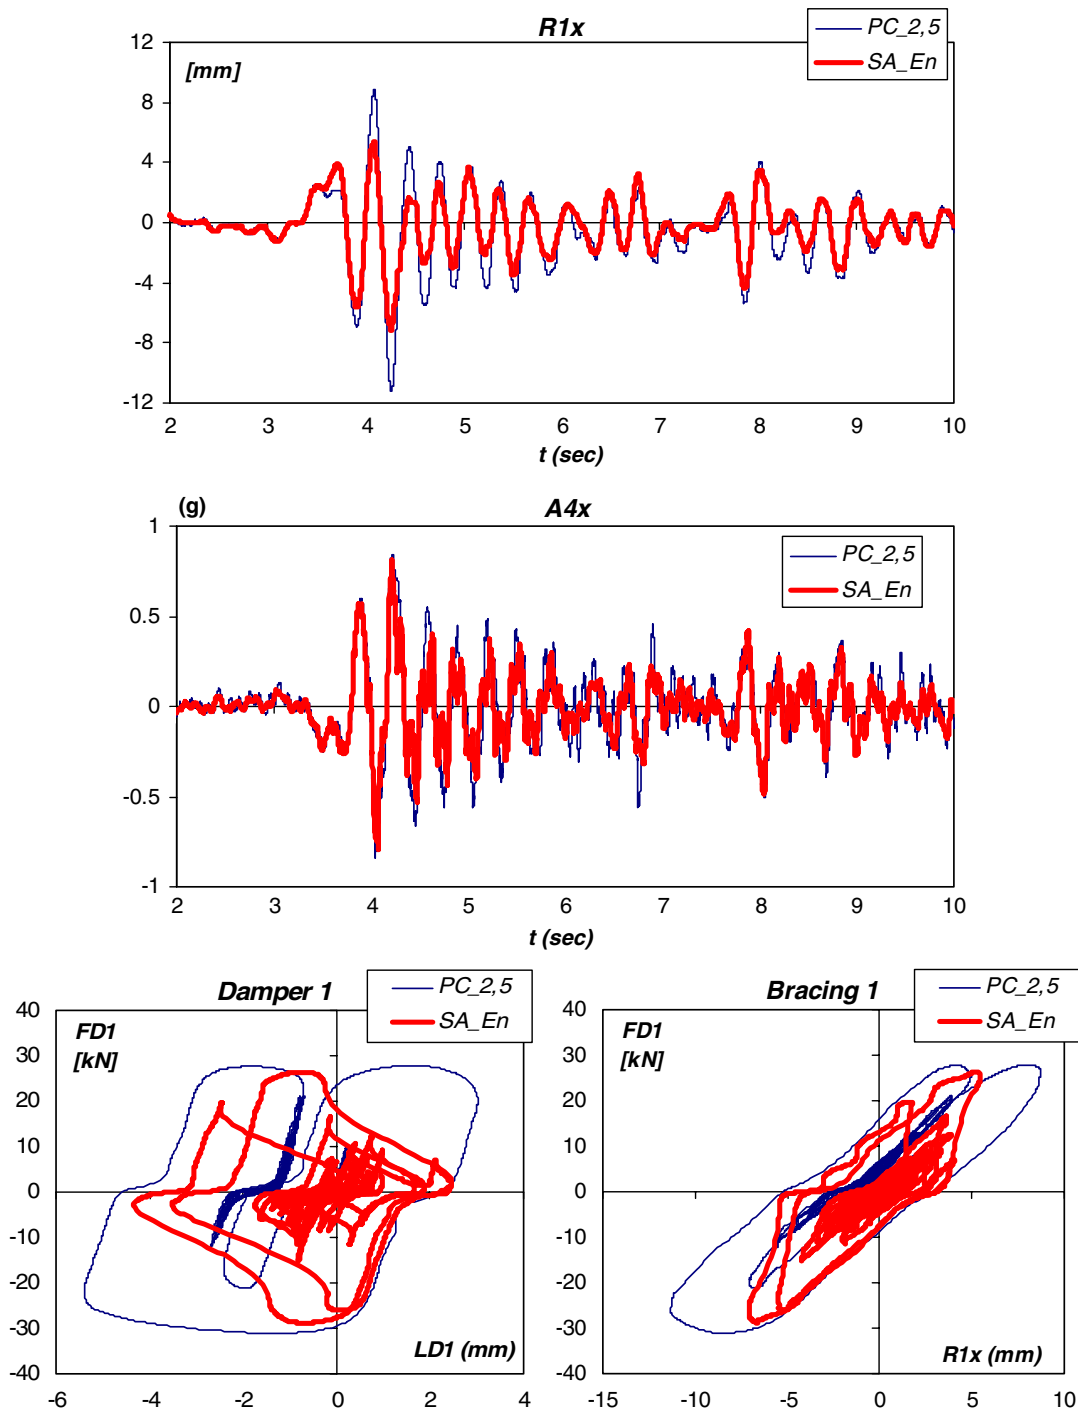 R1x
PC_2,5
SA_En
[mm]
12
8
4
0
-4
-8
-12
2 3 4 5 6 7 8 9 10
t (sec)
(g)
A4x
PC_2,5
SA_En
1
0.5
0
-0.5
-1
2 3 4 5 6 7 8 9 10
t (sec)
Damper 1
PC_2,5
SA_En
FD1
[kN]
40
30
20
10
0
-10
-20
-30
-40
LD1 (mm)
-6 -4 -2 0 2 4
Bracing 1
PC_2,5
SA_En
FD1
[kN]
40
30
20
10
0
-10
-20
-30
-40
R1x (mm)
-15 -10 -5 0 5 10